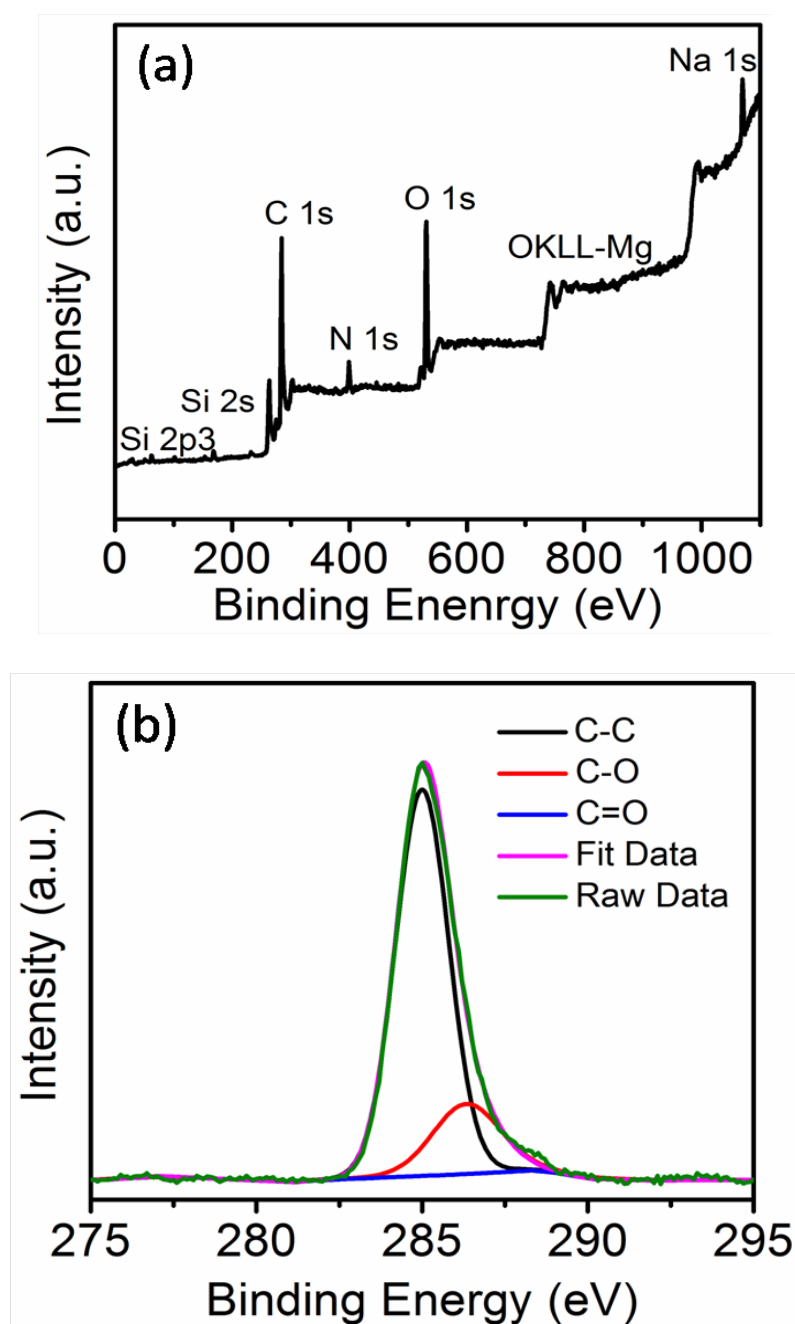 (a)
Na 1s
C 1s
O 1s
OKLL-Mg
N 1s
Si 2s
Si 2p3
Intensity (a.u.)
0 200 400 600 800 1000
Binding Enenrgy (eV)
(b)
C-C
C-O
C=O
Fit Data
Raw Data
Intensity (a.u.)
275 280 285 290 295
Binding Energy (eV)